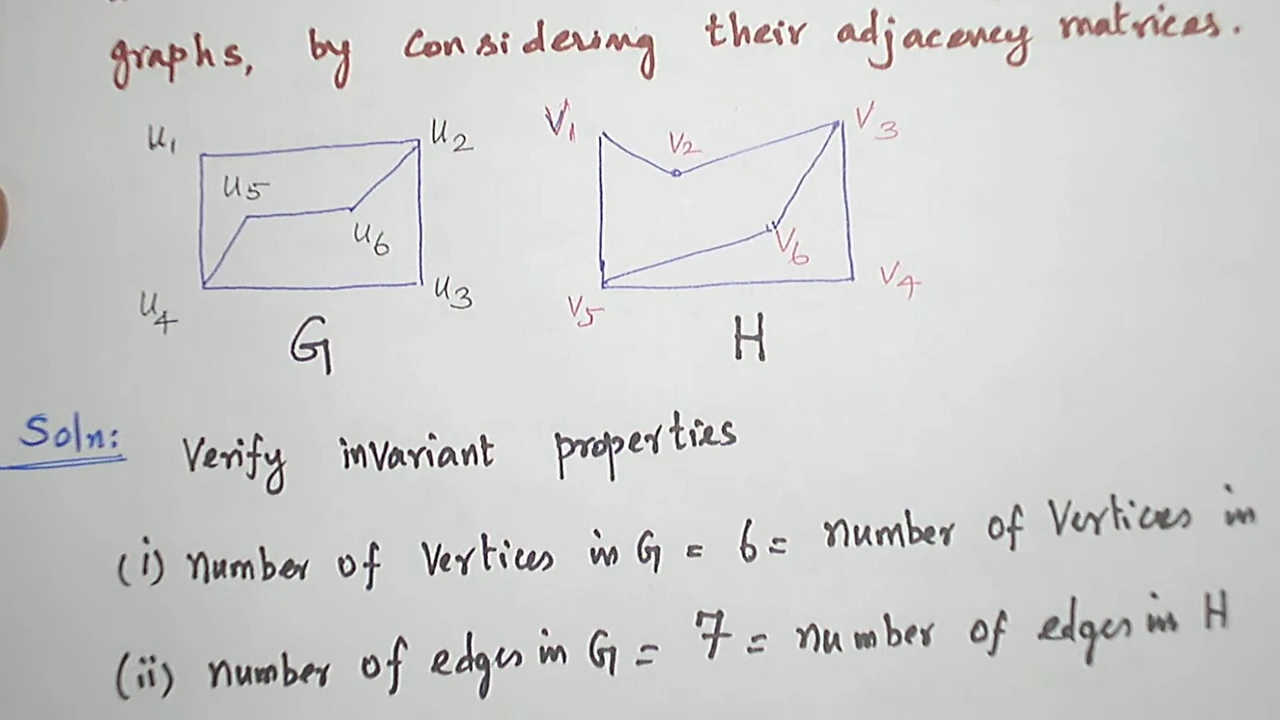 graphs, by considering their adjacency matrices.
u1 u2 V1 V2 V3
u5
u6 V6
u4 u3 V5 V4
G H
Soln: Verify invariant properties
(i) number of vertices in G = 6 = number of vertices in
(ii) number of edges in G = 7 = number of edges in H